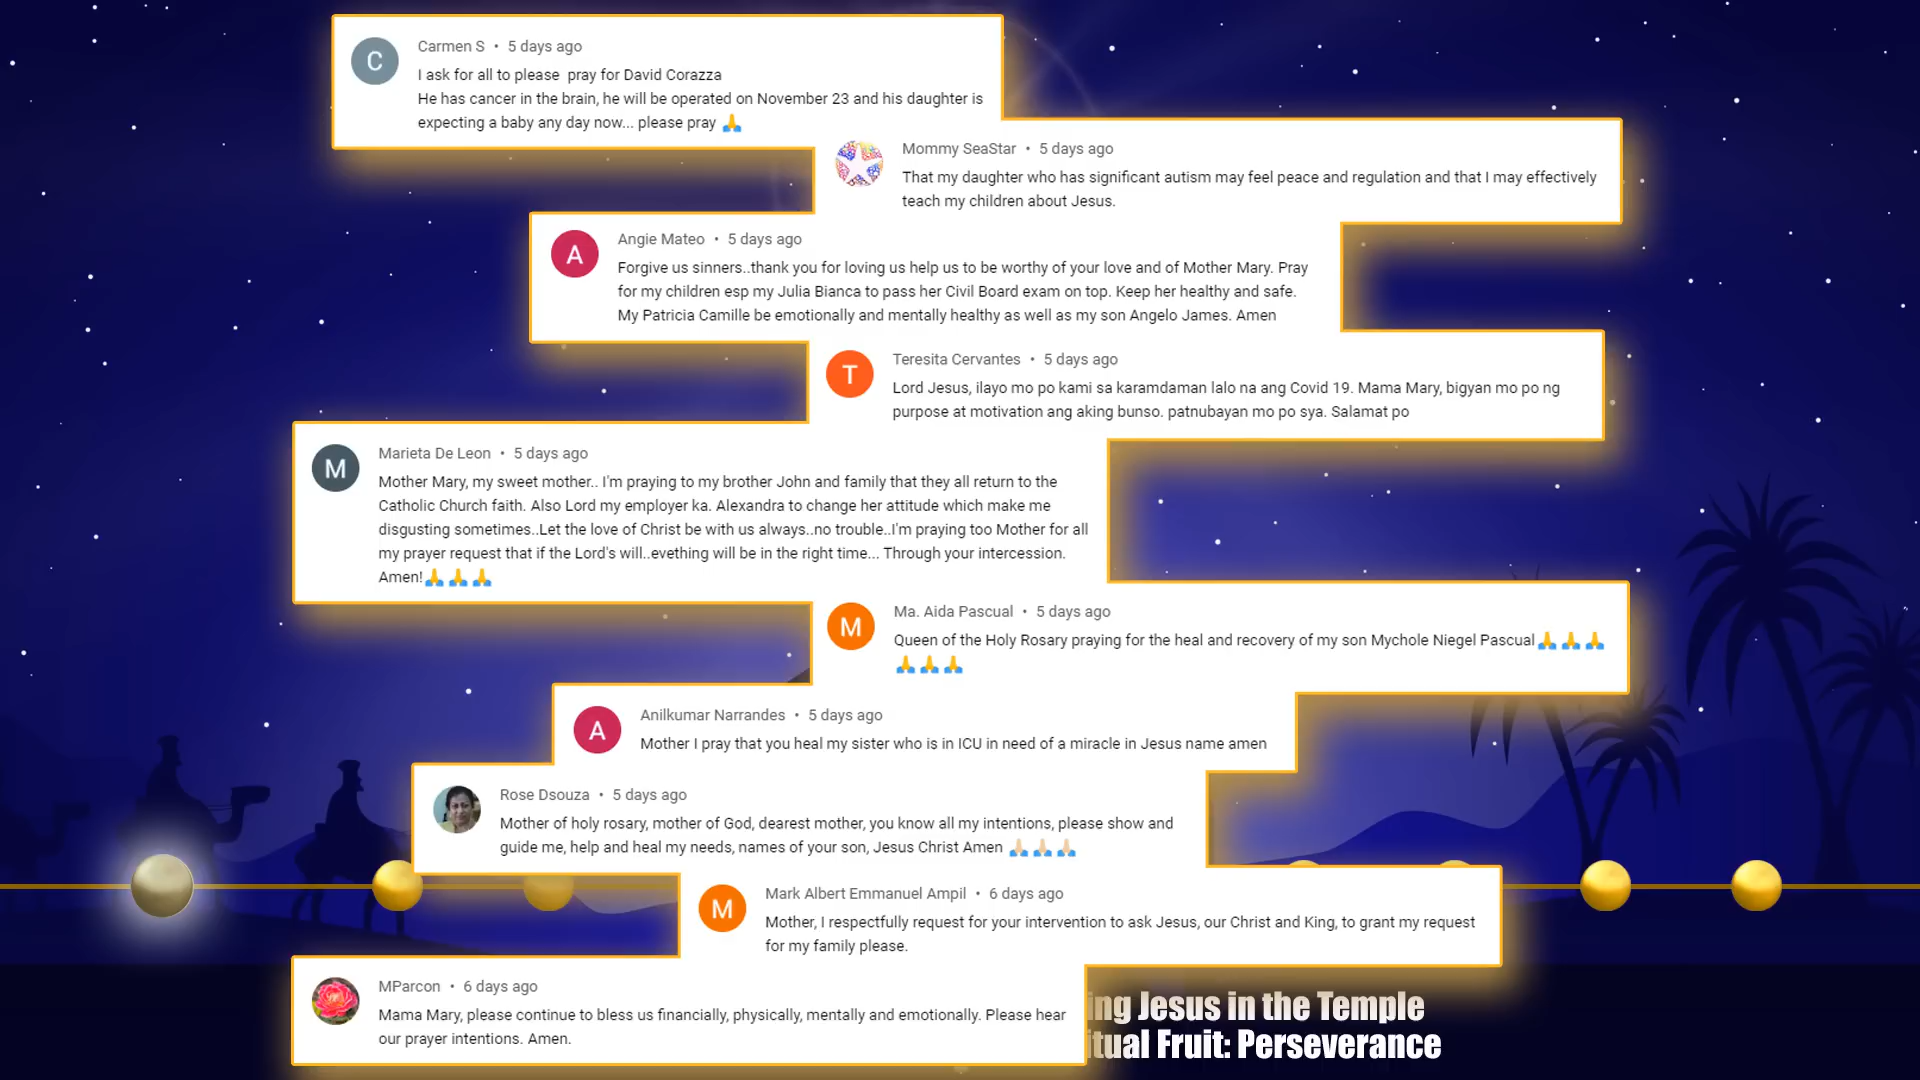 C
Carmen S • 5 days ago
I ask for all to please  pray for David Corazza
He has cancer in the brain, he will be operated on November 23 and his daughter is
expecting a baby any day now... please pray 🙏
Mommy SeaStar • 5 days ago
That my daughter who has significant autism may feel peace and regulation and that I may effectively
teach my children about Jesus.
A
Angie Mateo • 5 days ago
Forgive us sinners..thank you for loving us help us to be worthy of your love and of Mother Mary. Pray
for my children esp my Julia Bianca to pass her Civil Board exam on top. Keep her healthy and safe.
My Patricia Camille be emotionally and mentally healthy as well as my son Angelo James. Amen
T
Teresita Cervantes • 5 days ago
Lord Jesus, ilayo mo po kami sa karamdaman lalo na ang Covid 19. Mama Mary, bigyan mo po ng
purpose at motivation ang aking bunso. patnubayan mo po sya. Salamat po
M
Marieta De Leon • 5 days ago
Mother Mary, my sweet mother.. I'm praying to my brother John and family that they all return to the
Catholic Church faith. Also Lord my employer ka. Alexandra to change her attitude which make me
disgusting sometimes..Let the love of Christ be with us always..no trouble..I'm praying too Mother for all
my prayer request that if the Lord's will..evething will be in the right time... Through your intercession.
Amen!🙏🙏🙏
M
Ma. Aida Pascual • 5 days ago
Queen of the Holy Rosary praying for the heal and recovery of my son Mychole Niegel Pascual🙏🙏🙏
🙏🙏🙏
A
Anilkumar Narrandes • 5 days ago
Mother I pray that you heal my sister who is in ICU in need of a miracle in Jesus name amen
Rose Dsouza • 5 days ago
Mother of holy rosary, mother of God, dearest mother, you know all my intentions, please show and
guide me, help and heal my needs, names of your son, Jesus Christ Amen 🙏🏻🙏🏻🙏🏻
M
Mark Albert Emmanuel Ampil • 6 days ago
Mother, I respectfully request for your intervention to ask Jesus, our Christ and King, to grant my request
for my family please.
MParcon • 6 days ago
Mama Mary, please continue to bless us financially, physically, mentally and emotionally. Please hear
our prayer intentions. Amen.
ing Jesus in the Temple
itual Fruit: Perseverance